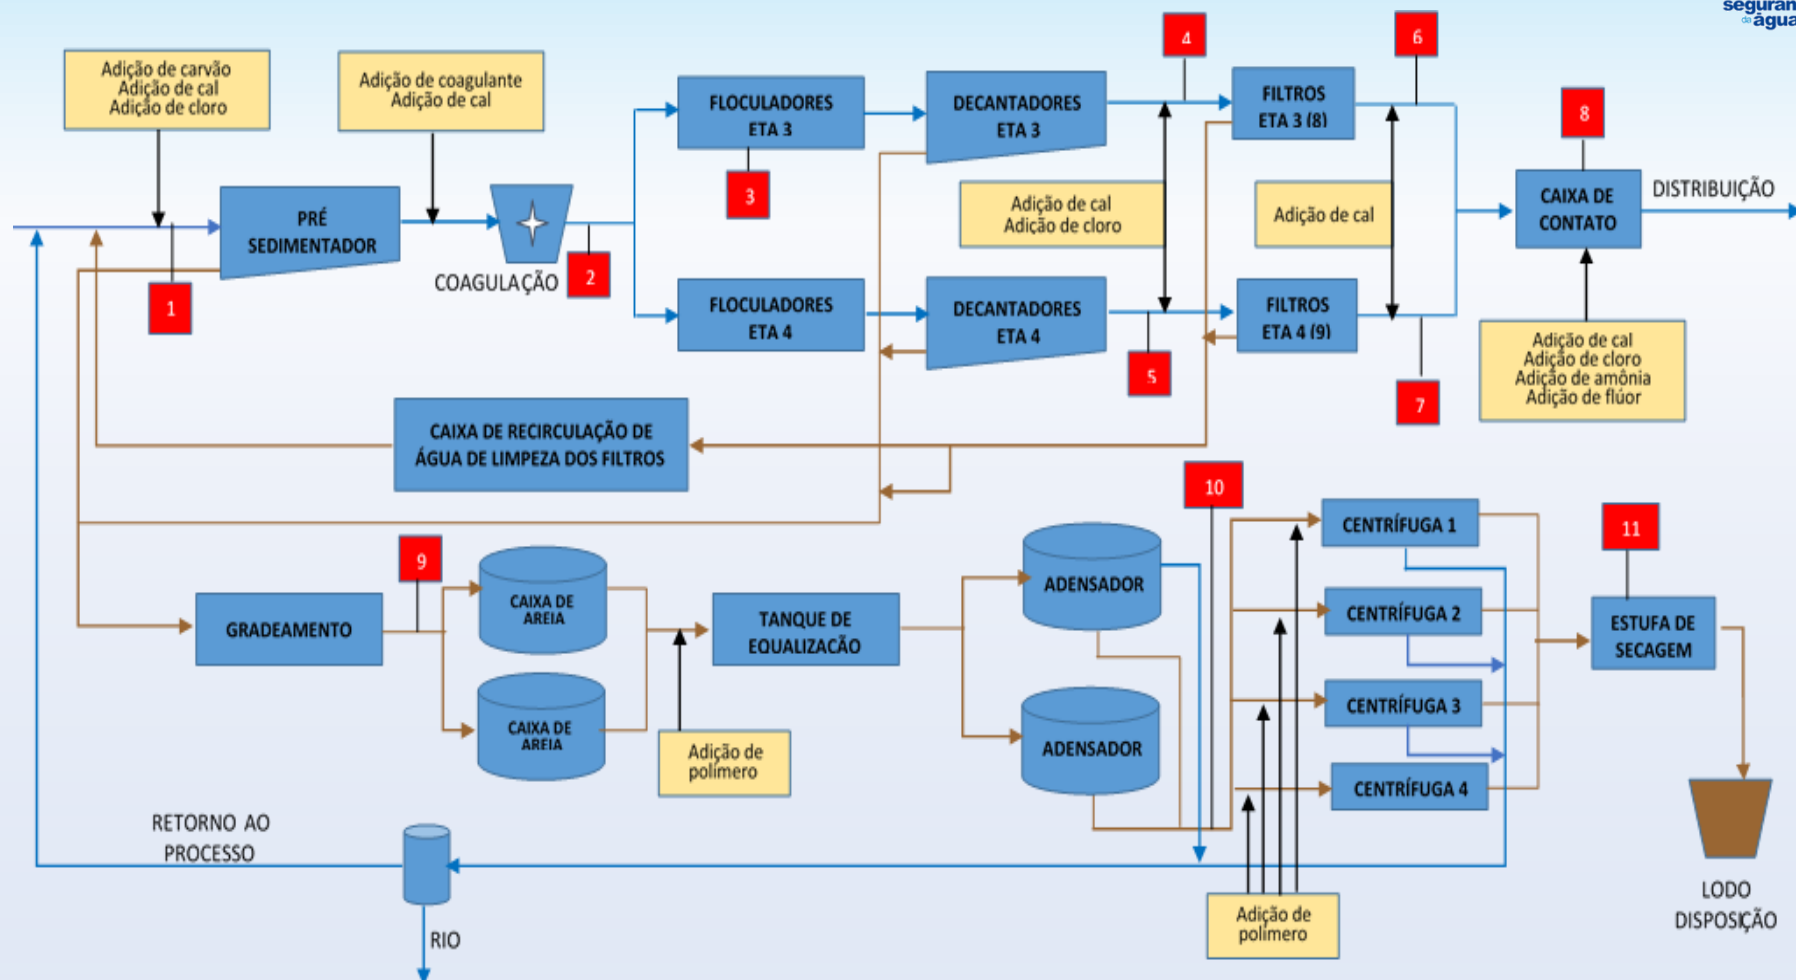 seguran
da água
Adição de carvão
Adição de cal
Adição de cloro
Adição de coagulante
Adição de cal
4
6
FLOCULADORES
ETA 3
DECANTADORES
ETA 3
FILTROS
ETA 3 (8)
8
3
PRÉ
SEDIMENTADOR
COAGULAÇÃO
2
1
Adição de cal
Adição de cloro
Adição de cal
CAIXA DE
CONTATO
DISTRIBUIÇÃO
FLOCULADORES
ETA 4
DECANTADORES
ETA 4
FILTROS
ETA 4 (9)
5
7
Adição de cal
Adição de cloro
Adição de amônia
Adição de flúor
CAIXA DE RECIRCULAÇÃO DE
ÁGUA DE LIMPEZA DOS FILTROS
10
9
11
GRADEAMENTO
CAIXA DE
AREIA
CAIXA DE
AREIA
TANQUE DE
EQUALIZAÇÃO
Adição de
polímero
ADENSADOR
ADENSADOR
CENTRÍFUGA 1
CENTRÍFUGA 2
CENTRÍFUGA 3
CENTRÍFUGA 4
ESTUFA DE
SECAGEM
RETORNO AO
PROCESSO
RIO
Adição de
polímero
LODO
DISPOSIÇÃO